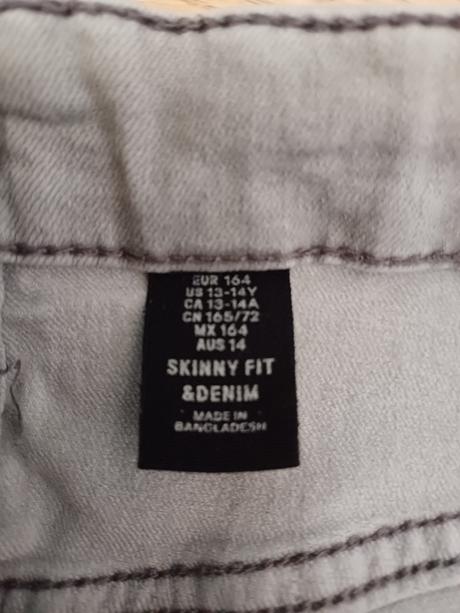 EUR 164
US 13-14Y
CA 13-14A
CN 165/72
MX 164
AUS 14
SKINNY FIT
&DENIM
MADE IN
BANGLADESH